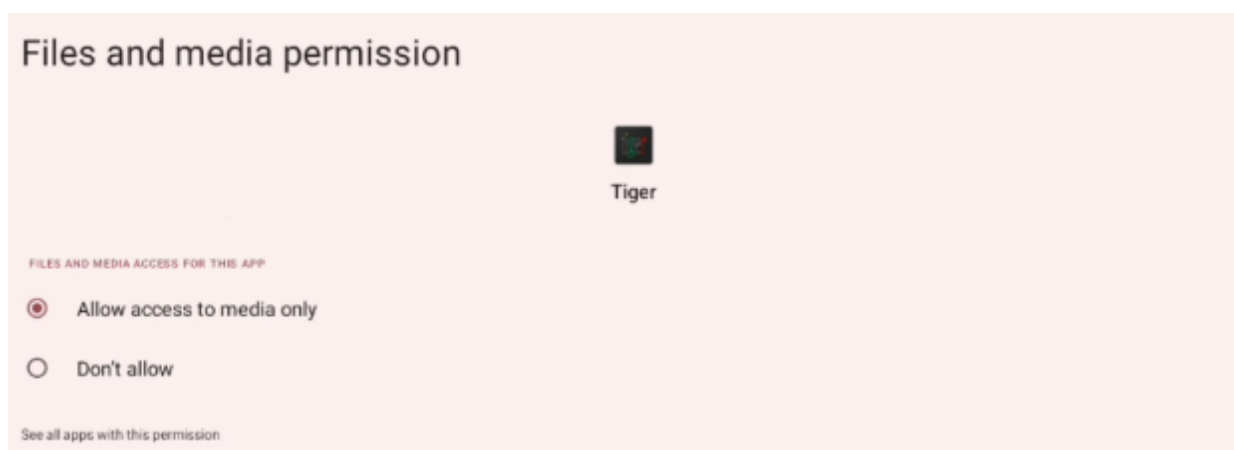 Files and media permission
Tiger
FILES AND MEDIA ACCESS FOR THIS APP
Allow access to media only
Don't allow
See all apps with this permission